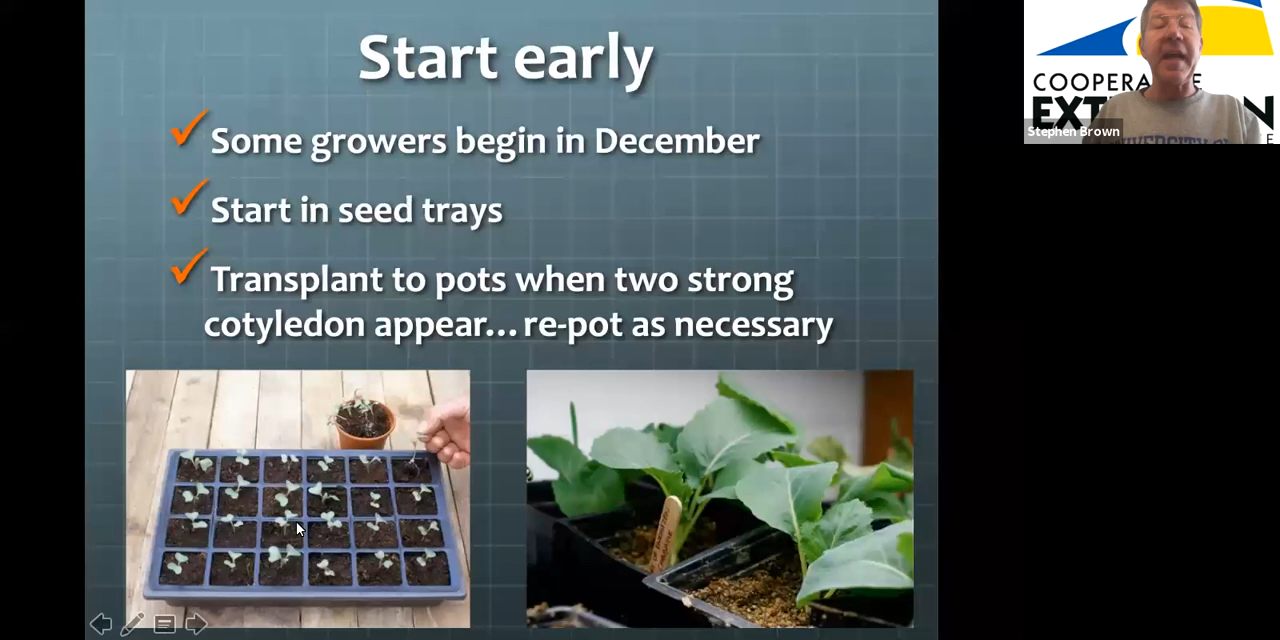 Start early
Some growers begin in December
Start in seed trays
Transplant to pots when two strong
cotyledon appear...re-pot as necessary
COOPERA E
EXT N
Stephen Brown
UNIVERSITY
E